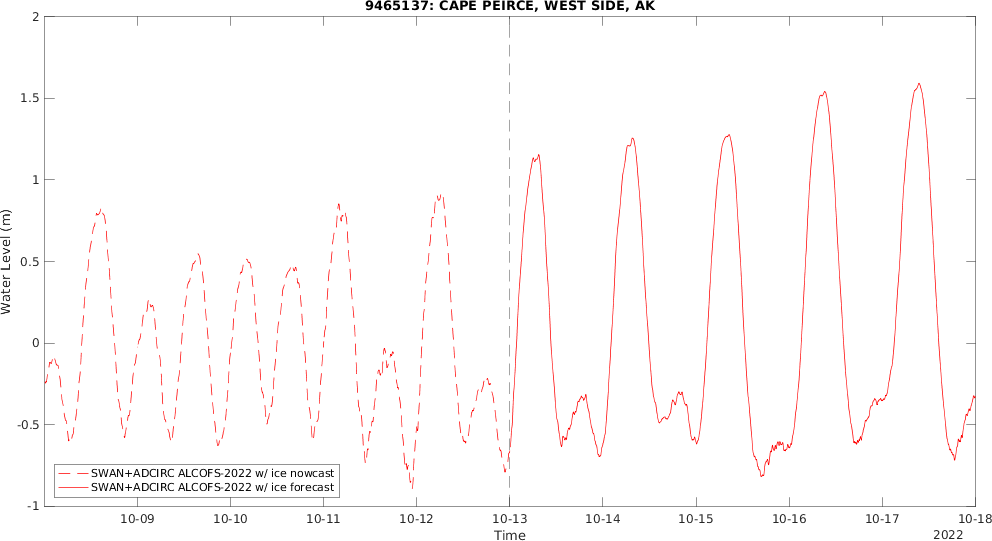 9465137: CAPE PEIRCE, WEST SIDE, AK
2
1.5
1
0.5
0
-0.5
-1
Water Level (m)
SWAN+ADCIRC ALCOFS-2022 w/ ice nowcast
SWAN+ADCIRC ALCOFS-2022 w/ ice forecast
10-09 10-10 10-11 10-12 10-13 10-14 10-15 10-16 10-17 10-18
Time
2022